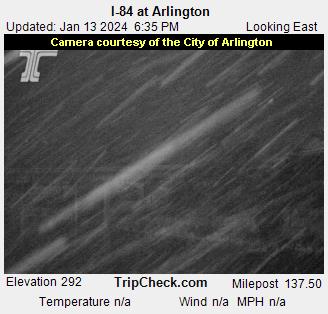 I-84 at Arlington
Updated: Jan 13 2024 6:35 PM Looking East
Camera courtesy of the City of Arlington
Elevation 292 TripCheck.com Milepost 137.50
Temperature n/a Wind n/a MPH n/a